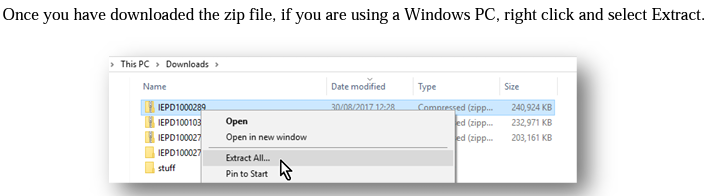 Once you have downloaded the zip file, if you are using a Windows PC, right click and select Extract.
> This PC > Downloads >
Name Date modified Type Size
IEPD1000289 30/08/2017 12:28 Compressed (zipp... 240,924 KB
IEPD100103 ed (zipp... 232,971 KB
IEPD100027 ed (zipp... 203,161 KB
IEPD100027
stuff
Open
Open in new window
Extract All...
Pin to Start